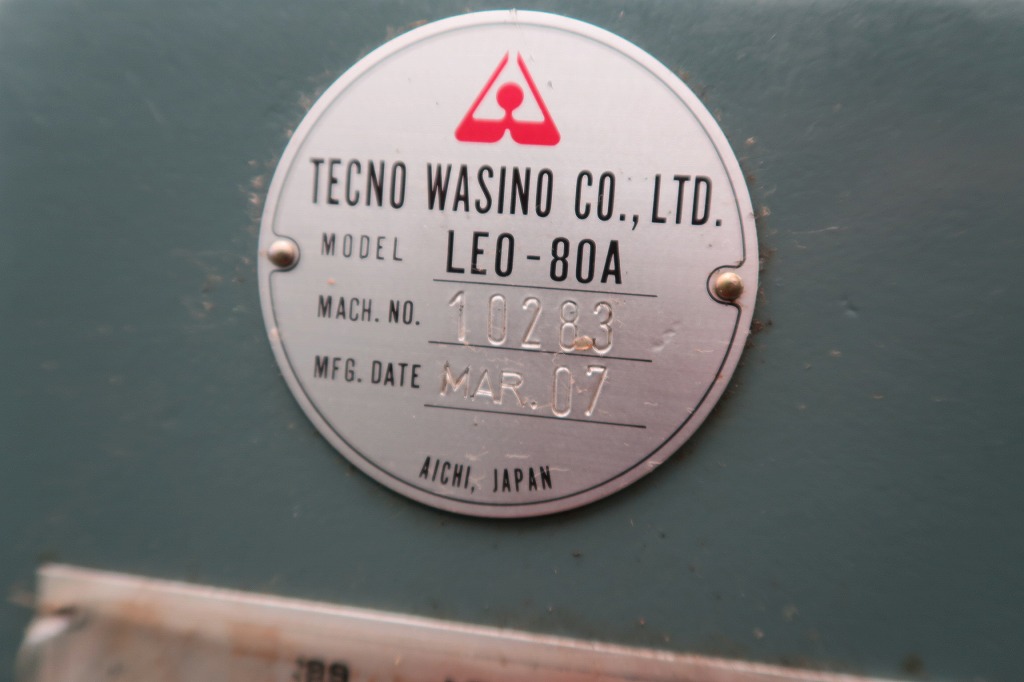 TECNO WASINO CO., LTD.
MODEL LEO-80A
MACH. NO. 10283
MFG. DATE MAR. 07
AICHI, JAPAN